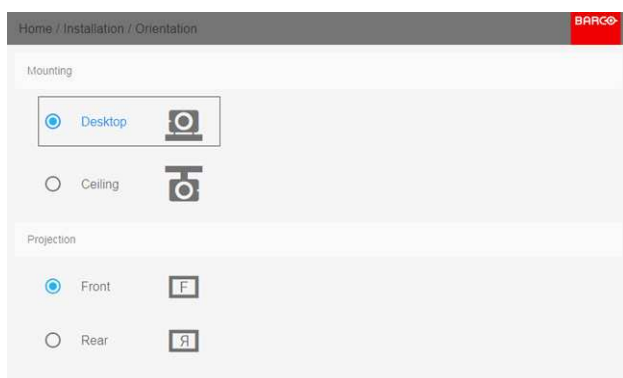 Home / Installation / Orientation
BARCO
Mounting
Desktop
Ceiling
Projection
Front
F
Rear
Я